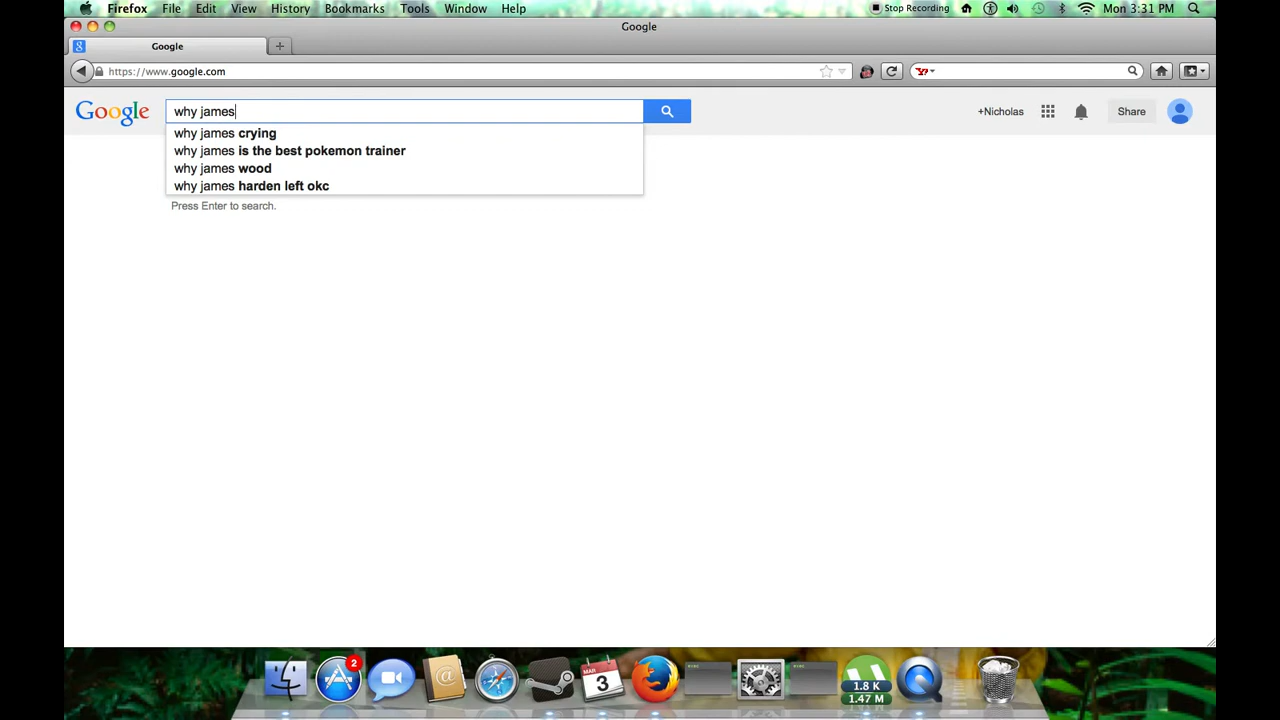 Firefox File Edit View History Bookmarks Tools Window Help Stop Recording Mon 3:31 PM
Google
Google
https://www.google.com
Google why james +Nicholas Share
why james crying
why james is the best pokemon trainer
why james wood
why james harden left okc
Press Enter to search.
2
MAR
3
1.8 K
1.47 M